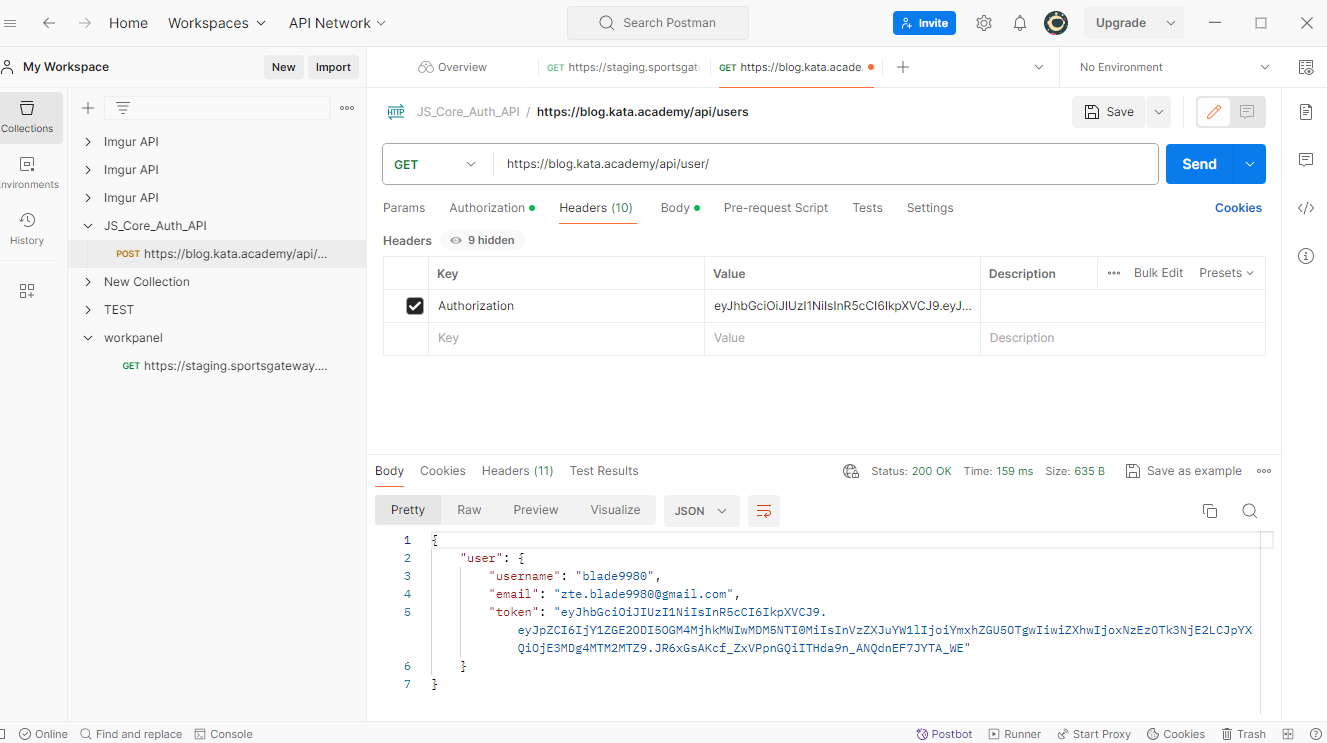 Home Workspaces API Network Search Postman Invite Upgrade
My Workspace New Import Overview GET https://staging.sportsgat GET https://blog.kata.acade. No Environment
Collections
Environments
History
Imgur API
Imgur API
Imgur API
JS_Core_Auth_API
POST https://blog.kata.academy/api/...
New Collection
TEST
workpanel
GET https://staging.sportsgateway....
HTTP JS_Core_Auth_API / https://blog.kata.academy/api/users Save
GET https://blog.kata.academy/api/user/ Send
Params Authorization Headers (10) Body Pre-request Script Tests Settings Cookies
Headers 9 hidden
Key Value Description Bulk Edit Presets
Authorization eyJhbGciOiJIUzI1NiIsInR5cCI6IkpXVCJ9.eyJ...
Key Value Description
Body Cookies Headers (11) Test Results Status: 200 OK Time: 159 ms Size: 635 B Save as example
Pretty Raw Preview Visualize JSON
1 {
2 "user": {
3 "username": "blade9980",
4 "email": "zte.blade9980@gmail.com",
5 "token": "eyJhbGciOiJIUzI1NiIsInR5cCI6IkpXVCJ9.
eyJpZCI6IjY1ZGE2ODI5OGM4MjhkMWIwMDM5NTI0MiIsInVzZXJuYW1lIjoiYmxhZGU5OTgwIiwiZXhwIjoxNzEzOTk3NjE2LCJpYX
QiOjE3MDg4MTM2MTZ9.JR6xGsAKcf_ZxVPpnGQiITHda9n_ANQdnEF7JYTA_WE"
6 }
7 }
Online Find and replace Console Postbot Runner Start Proxy Cookies Trash